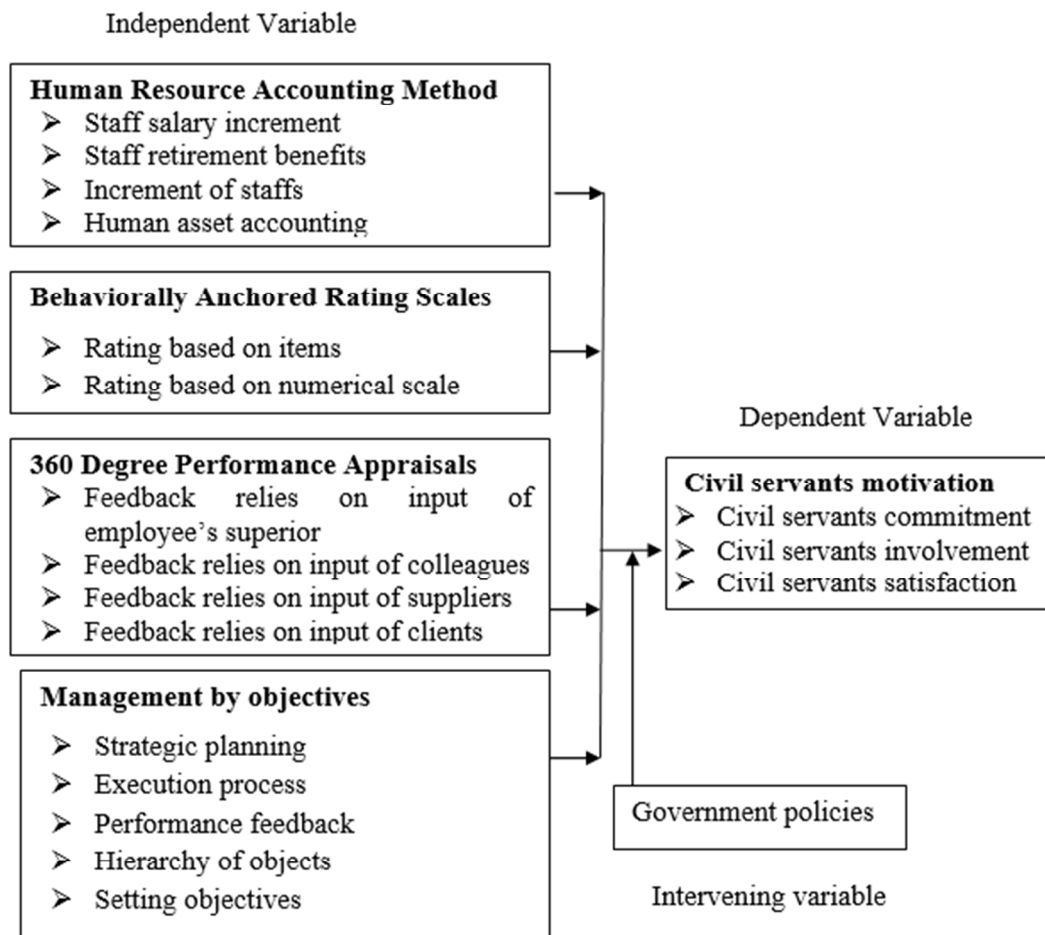 Independent Variable
Human Resource Accounting Method
➢ Staff salary increment
➢ Staff retirement benefits
➢ Increment of staffs
➢ Human asset accounting
Behaviorally Anchored Rating Scales
➢ Rating based on items
➢ Rating based on numerical scale
360 Degree Performance Appraisals
➢ Feedback relies on input of
employee’s superior
➢ Feedback relies on input of colleagues
➢ Feedback relies on input of suppliers
➢ Feedback relies on input of clients
Management by objectives
➢ Strategic planning
➢ Execution process
➢ Performance feedback
➢ Hierarchy of objects
➢ Setting objectives
Dependent Variable
Civil servants motivation
➢ Civil servants commitment
➢ Civil servants involvement
➢ Civil servants satisfaction
Government policies
Intervening variable